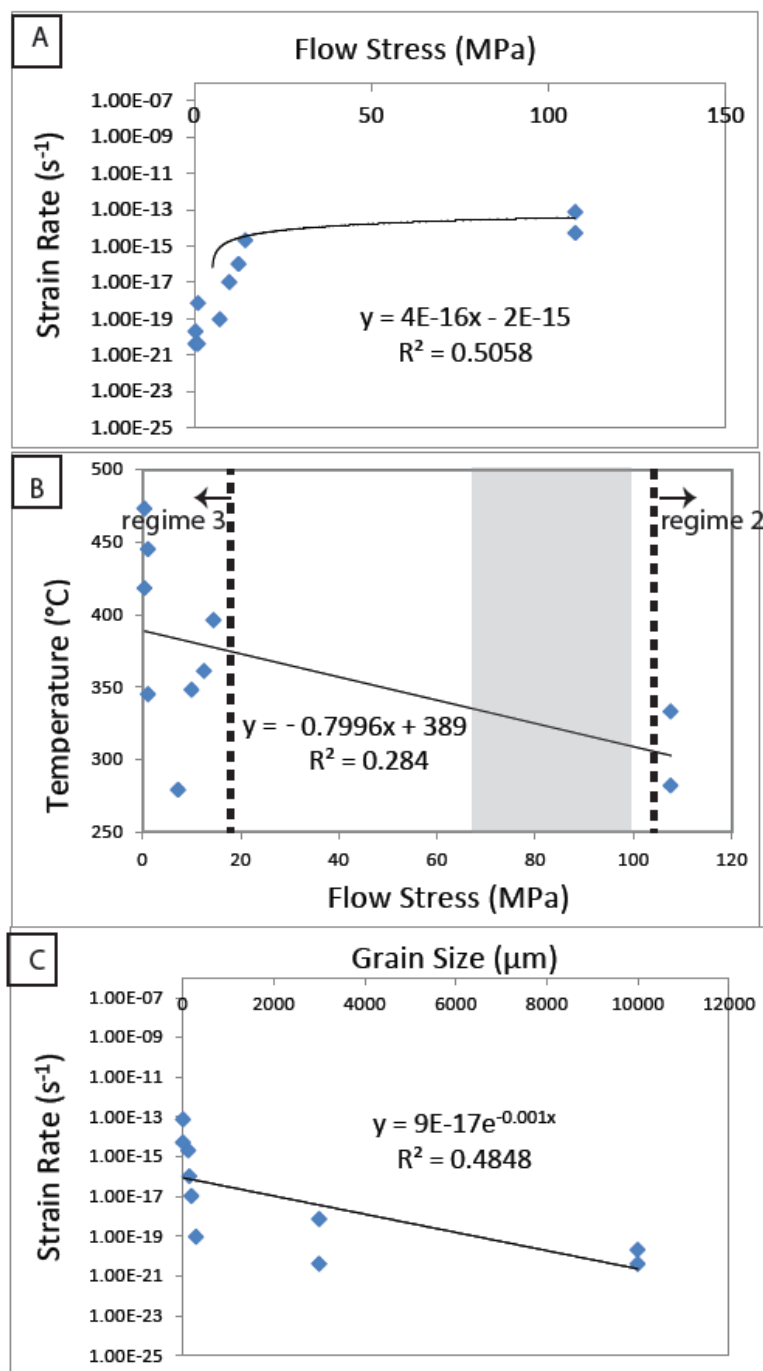 A
Flow Stress (MPa)
1.00E-07
0
50
100
150
1.00E-09
1.00E-11
1.00E-13
1.00E-15
1.00E-17
1.00E-19
1.00E-21
1.00E-23
1.00E-25
Strain Rate (s⁻¹)
y = 4E-16x - 2E-15
R² = 0.5058
B
500
450
400
350
300
250
Temperature (°C)
regime 3
regime 2
y = - 0.7996x + 389
R² = 0.284
0
20
40
60
80
100
120
Flow Stress (MPa)
C
Grain Size (μm)
1.00E-07
0
2000
4000
6000
8000
10000
12000
1.00E-09
1.00E-11
1.00E-13
1.00E-15
1.00E-17
1.00E-19
1.00E-21
1.00E-23
1.00E-25
Strain Rate (s⁻¹)
y = 9E-17e^-0.001x
R² = 0.4848